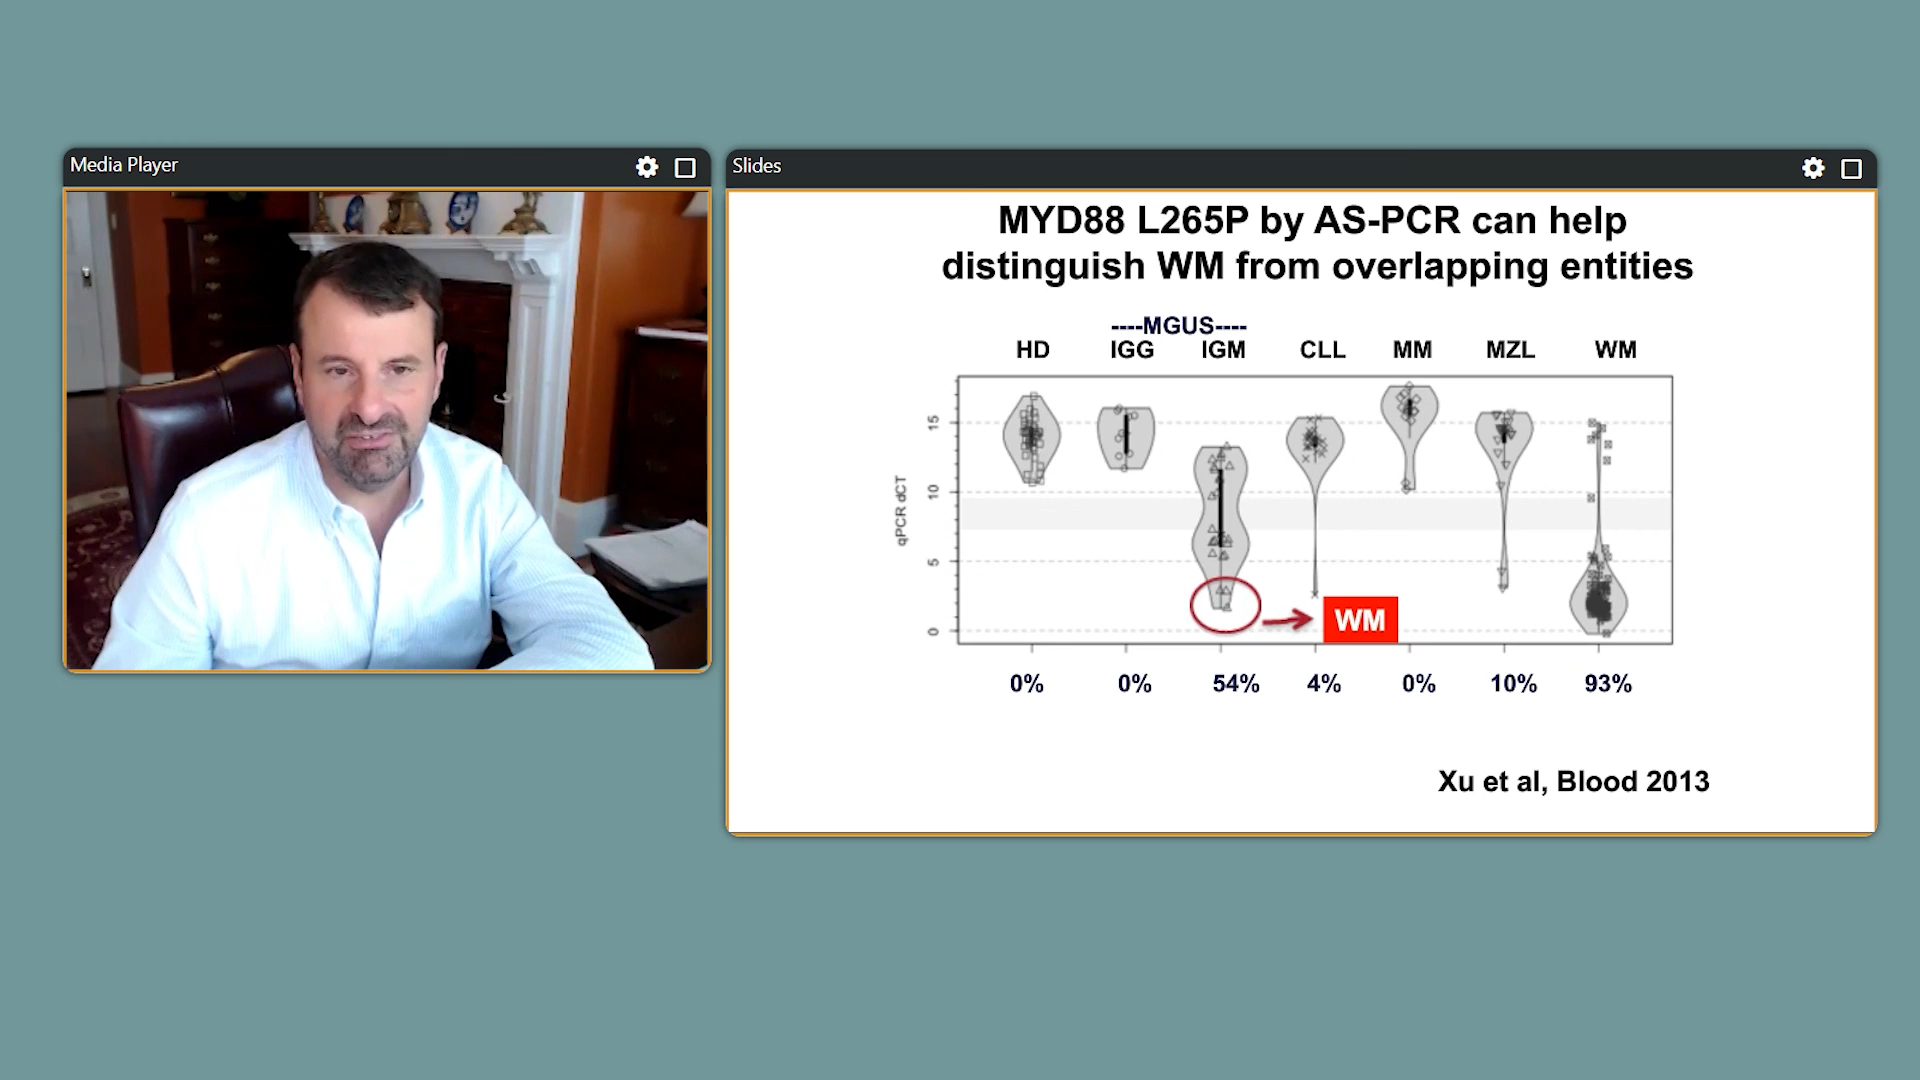 Media Player
Slides
MYD88 L265P by AS-PCR can help
distinguish WM from overlapping entities
----MGUS----
HD IGG IGM CLL MM MZL WM
qPCR dCT
15
10
5
0
WM
0% 0% 54% 4% 0% 10% 93%
Xu et al, Blood 2013